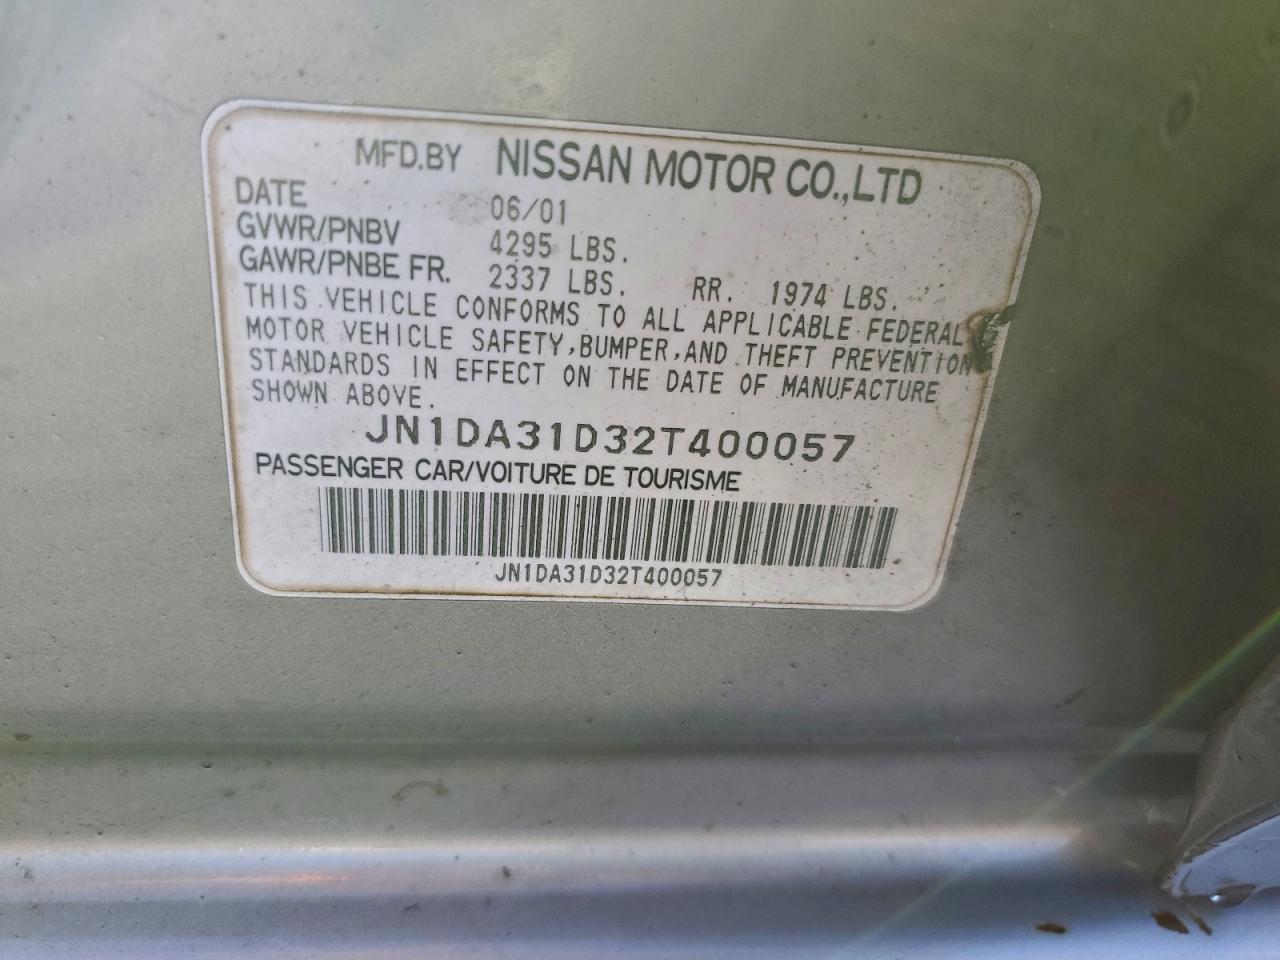 MFD.BY NISSAN MOTOR CO.,LTD
DATE 06/01
GVWR/PNBV 4295 LBS.
GAWR/PNBE FR. 2337 LBS. RR. 1974 LBS.
THIS VEHICLE CONFORMS TO ALL APPLICABLE FEDERAL
MOTOR VEHICLE SAFETY,BUMPER,AND THEFT PREVENTION
STANDARDS IN EFFECT ON THE DATE OF MANUFACTURE
SHOWN ABOVE.
JN1DA31D32T400057
PASSENGER CAR/VOITURE DE TOURISME
JN1DA31D32T400057